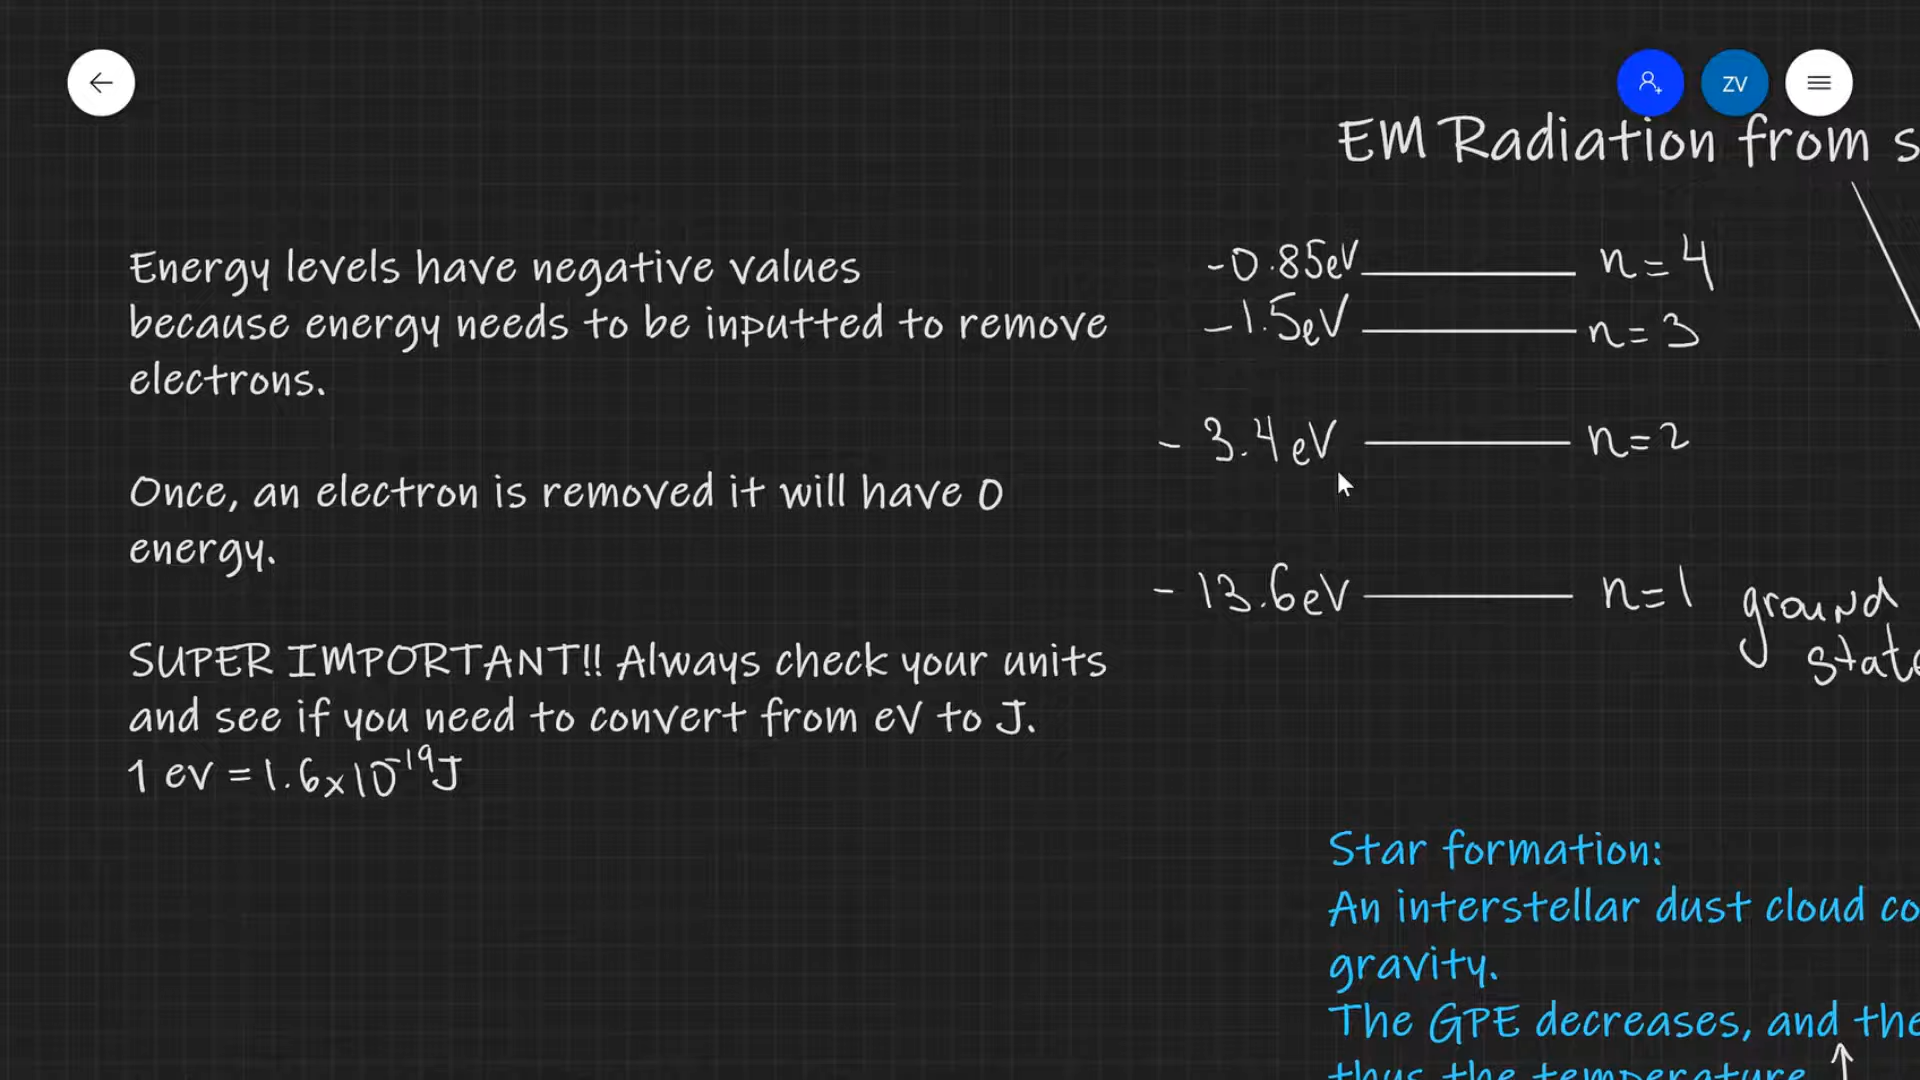 ZV
EM Radiation from s
Energy levels have negative values
because energy needs to be inputted to remove
electrons.
Once, an electron is removed it will have 0
energy.
SUPER IMPORTANT!! Always check your units
and see if you need to convert from eV to J.
1 ev = 1.6x10⁻¹⁹J
-0.85eV n=4
-1.5eV n=3
- 3.4eV n=2
- 13.6eV n=1 ground
state
Star formation:
An interstellar dust cloud co
gravity.
The GPE decreases, and the
thus the temperature